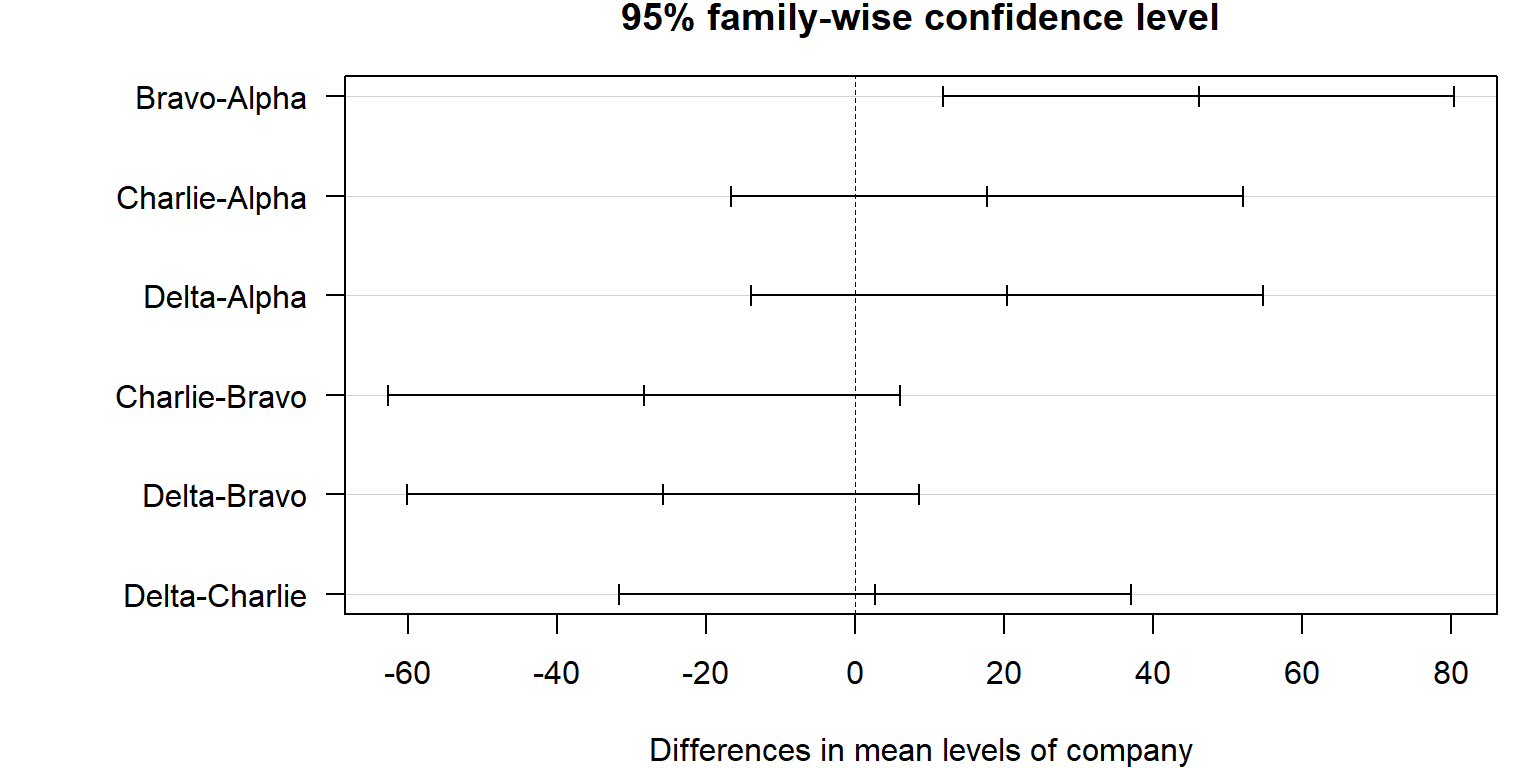 95% family-wise confidence level
Bravo-Alpha
Charlie-Alpha
Delta-Alpha
Charlie-Bravo
Delta-Bravo
Delta-Charlie
-60 -40 -20 0 20 40 60 80
Differences in mean levels of company